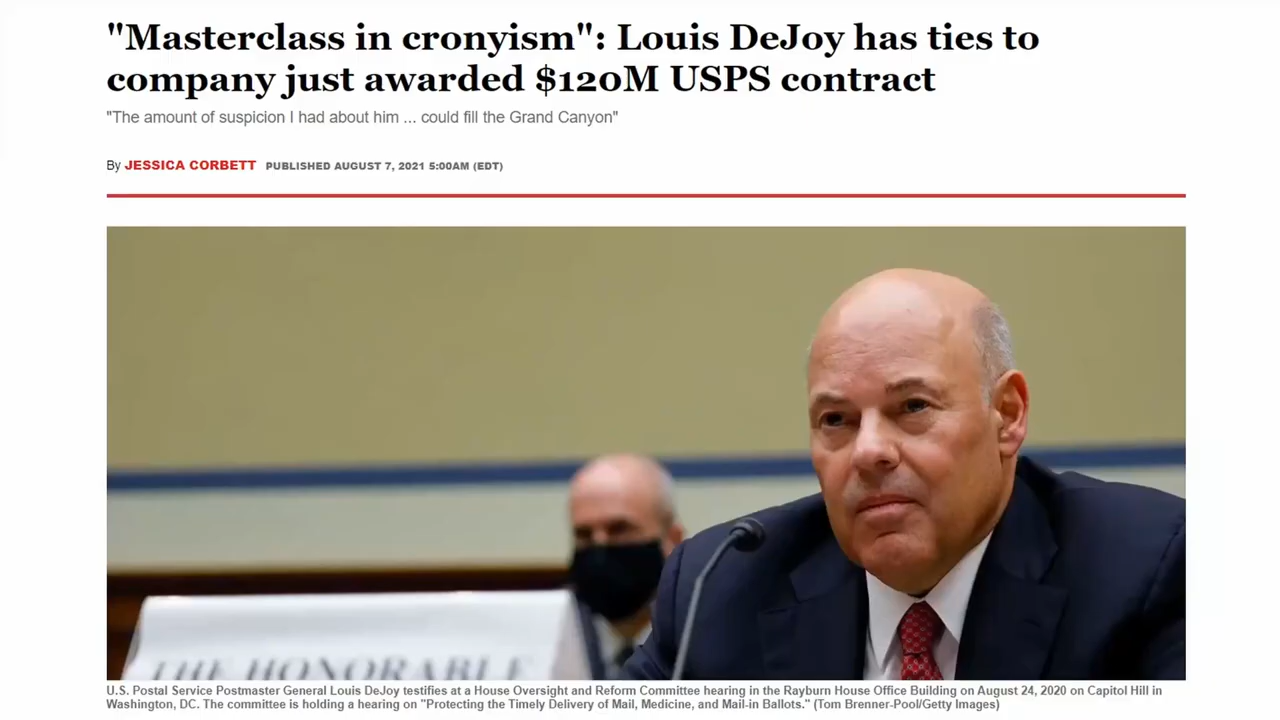 "Masterclass in cronyism": Louis DeJoy has ties to
company just awarded $120M USPS contract
"The amount of suspicion I had about him ... could fill the Grand Canyon"
By JESSICA CORBETT PUBLISHED AUGUST 7, 2021 5:00AM (EDT)
THE HONORABLE
U.S. Postal Service Postmaster General Louis DeJoy testifies at a House Oversight and Reform Committee hearing in the Rayburn House Office Building on August 24, 2020 on Capitol Hill in
Washington, DC. The committee is holding a hearing on "Protecting the Timely Delivery of Mail, Medicine, and Mail-in Ballots." (Tom Brenner-Pool/Getty Images)